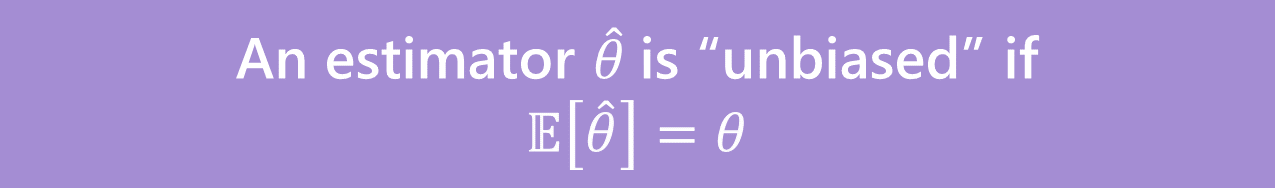 An estimator θ̂ is “unbiased” if
𝔼[θ̂] = θ